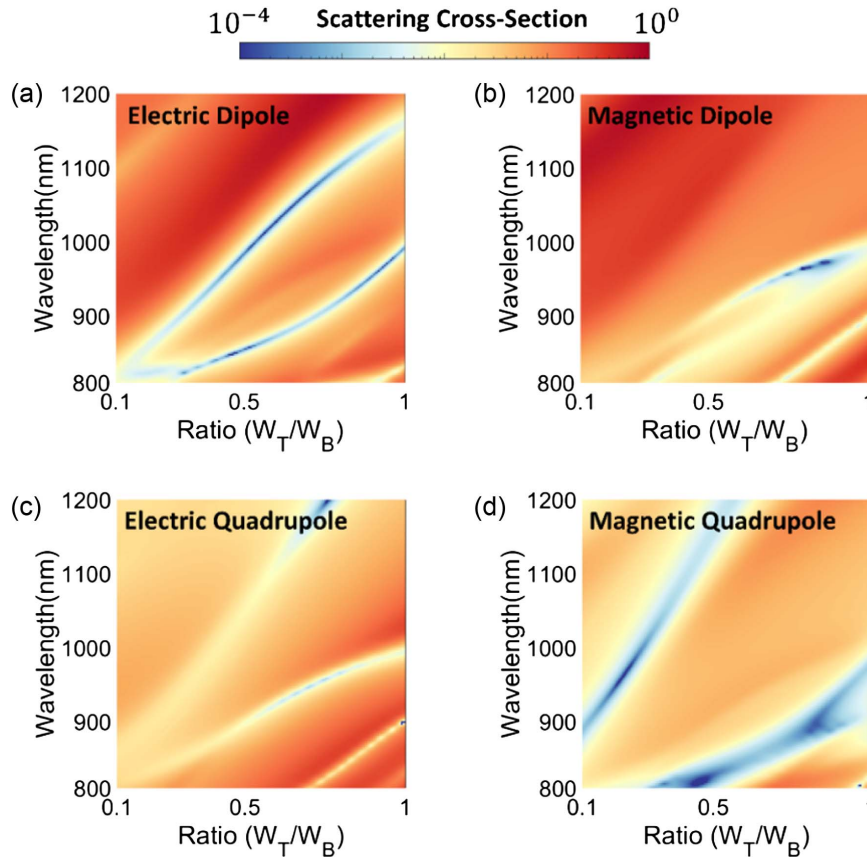 Scattering Cross-Section
10⁻⁴ 10⁰
(a) (b)
Electric Dipole Magnetic Dipole
1200 1200
1100 1100
1000 1000
900 900
800 800
Wavelength(nm) Wavelength(nm)
0.1 0.5 1 0.1 0.5 1
Ratio (W_T/W_B) Ratio (W_T/W_B)
(c) (d)
Electric Quadrupole Magnetic Quadrupole
1200 1200
1100 1100
1000 1000
900 900
800 800
Wavelength(nm) Wavelength(nm)
0.1 0.5 1 0.1 0.5 1
Ratio (W_T/W_B) Ratio (W_T/W_B)